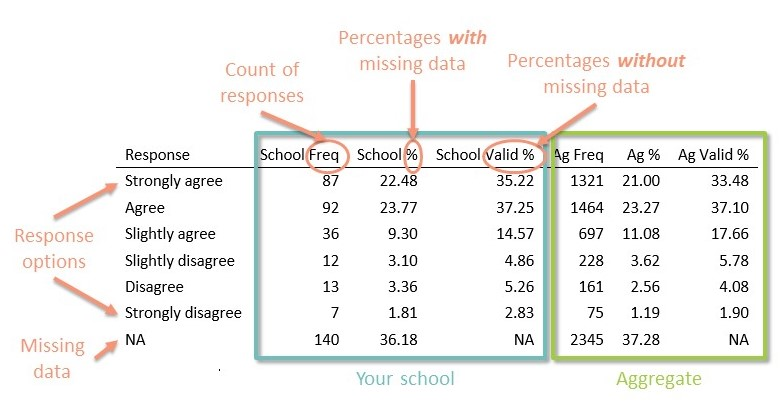 Percentages with
missing data
Percentages without
missing data
Count of
responses
Response School Freq School % School Valid % Ag Freq Ag % Ag Valid %
Strongly agree 87 22.48 35.22 1321 21.00 33.48
Agree 92 23.77 37.25 1464 23.27 37.10
Slightly agree 36 9.30 14.57 697 11.08 17.66
Slightly disagree 12 3.10 4.86 228 3.62 5.78
Disagree 13 3.36 5.26 161 2.56 4.08
Strongly disagree 7 1.81 2.83 75 1.19 1.90
NA 140 36.18 NA 2345 37.28 NA
Response
options
Missing
data
Your school
Aggregate